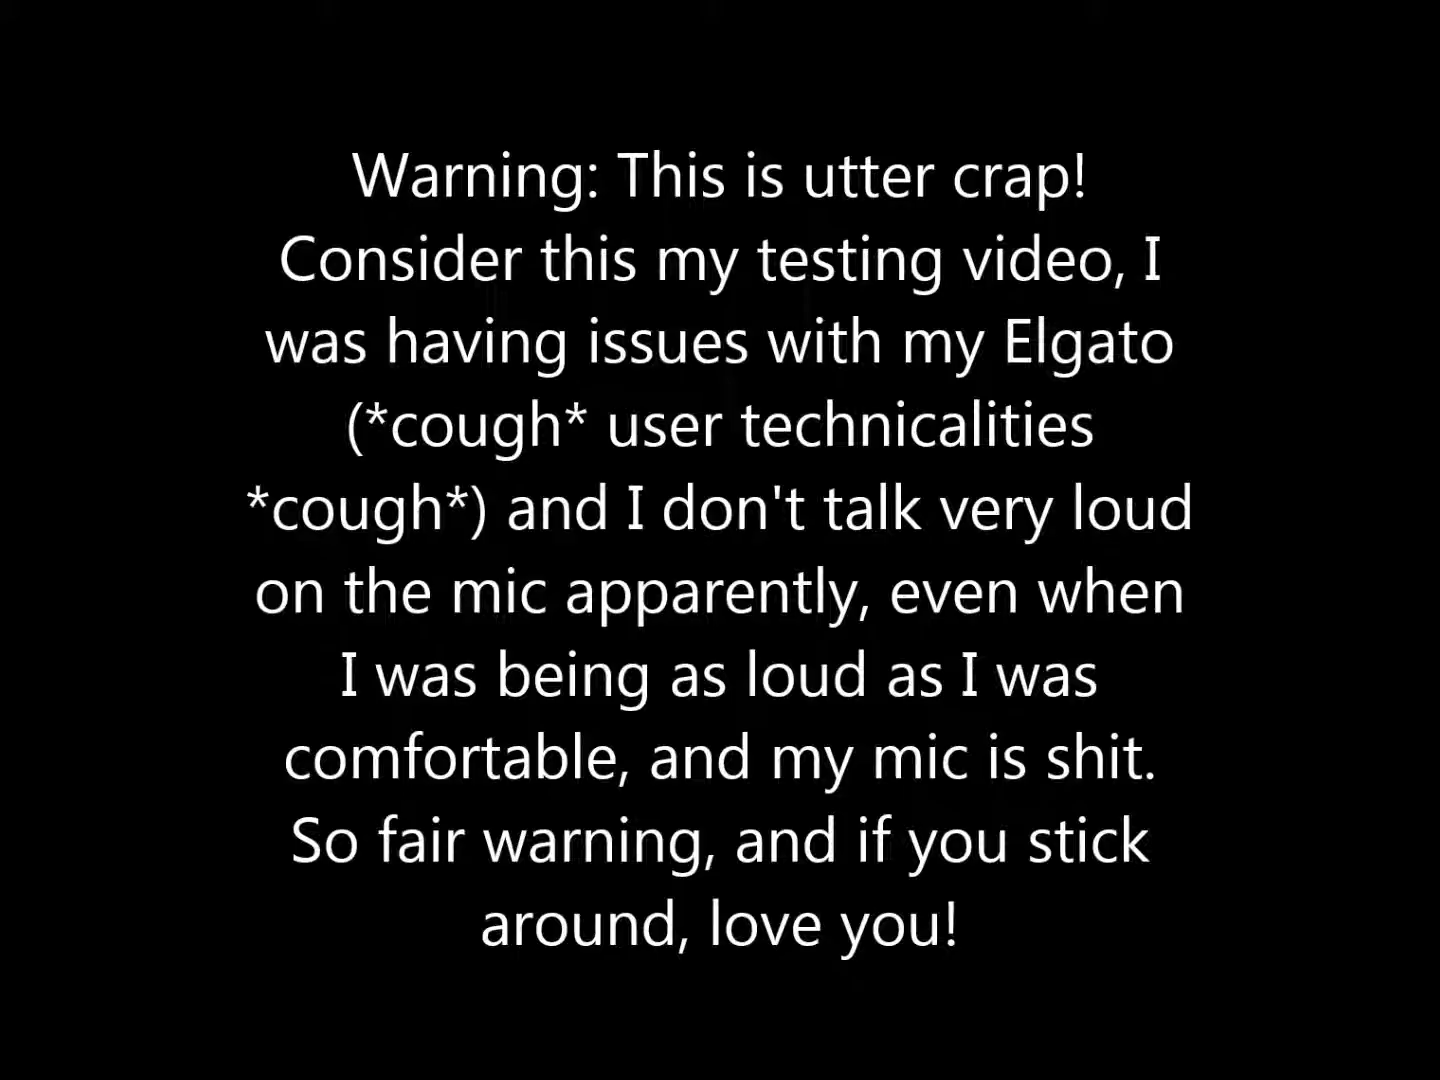 Warning: This is utter crap!
Consider this my testing video, I
was having issues with my Elgato
(*cough* user technicalities
*cough*) and I don't talk very loud
on the mic apparently, even when
I was being as loud as I was
comfortable, and my mic is shit.
So fair warning, and if you stick
around, love you!